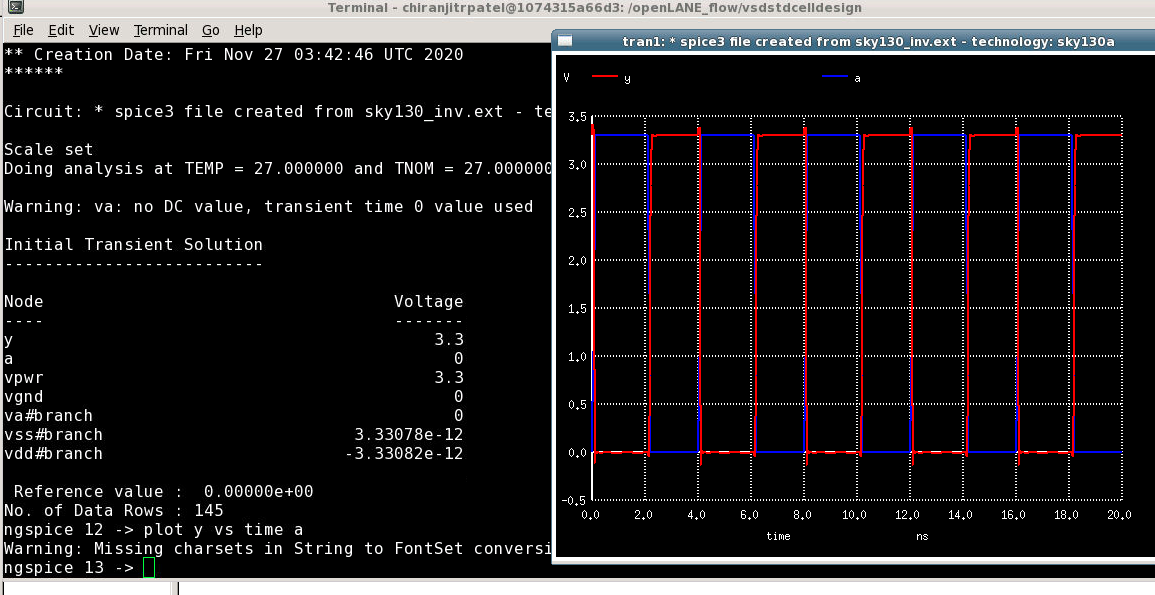 Terminal - chiranjitrpatel@1074315a66d3: /openLANE_flow/vsdstdcelldesign
File Edit View Terminal Go Help
** Creation Date: Fri Nov 27 03:42:46 UTC 2020
******
Circuit: * spice3 file created from sky130_inv.ext - te
Scale set
Doing analysis at TEMP = 27.000000 and TNOM = 27.000000
Warning: va: no DC value, transient time 0 value used
Initial Transient Solution
--------------------------
Node Voltage
---- -------
y 3.3
a 0
vpwr 3.3
vgnd 0
va#branch 0
vss#branch 3.33078e-12
vdd#branch -3.33082e-12
Reference value : 0.00000e+00
No. of Data Rows : 145
ngspice 12 -> plot y vs time a
Warning: Missing charsets in String to FontSet conversi
ngspice 13 ->
tran1: * spice3 file created from sky130_inv.ext - technology: sky130a
V y a
3.5
3.0
2.5
2.0
1.5
1.0
0.5
0.0
-0.5
0.0 2.0 4.0 6.0 8.0 10.0 12.0 14.0 16.0 18.0 20.0
time ns